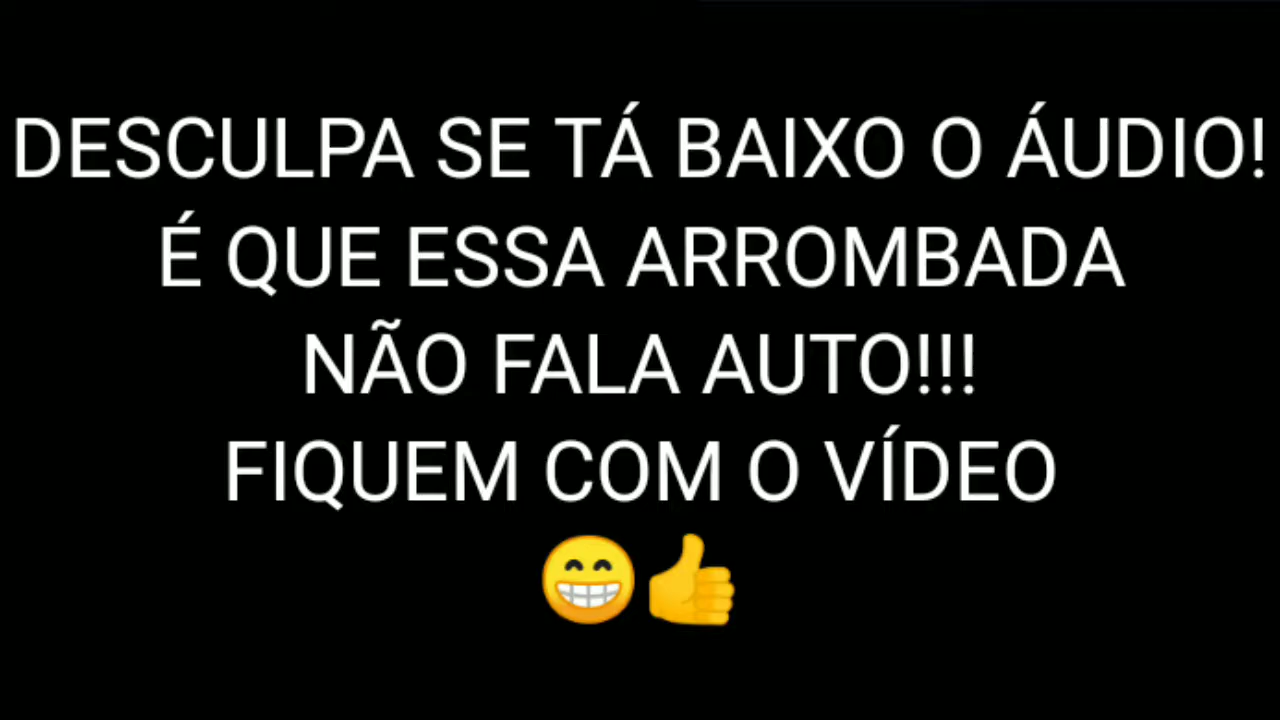 DESCULPA SE TÁ BAIXO O ÁUDIO!
É QUE ESSA ARROMBADA
NÃO FALA AUTO!!!
FIQUEM COM O VÍDEO
😁👍